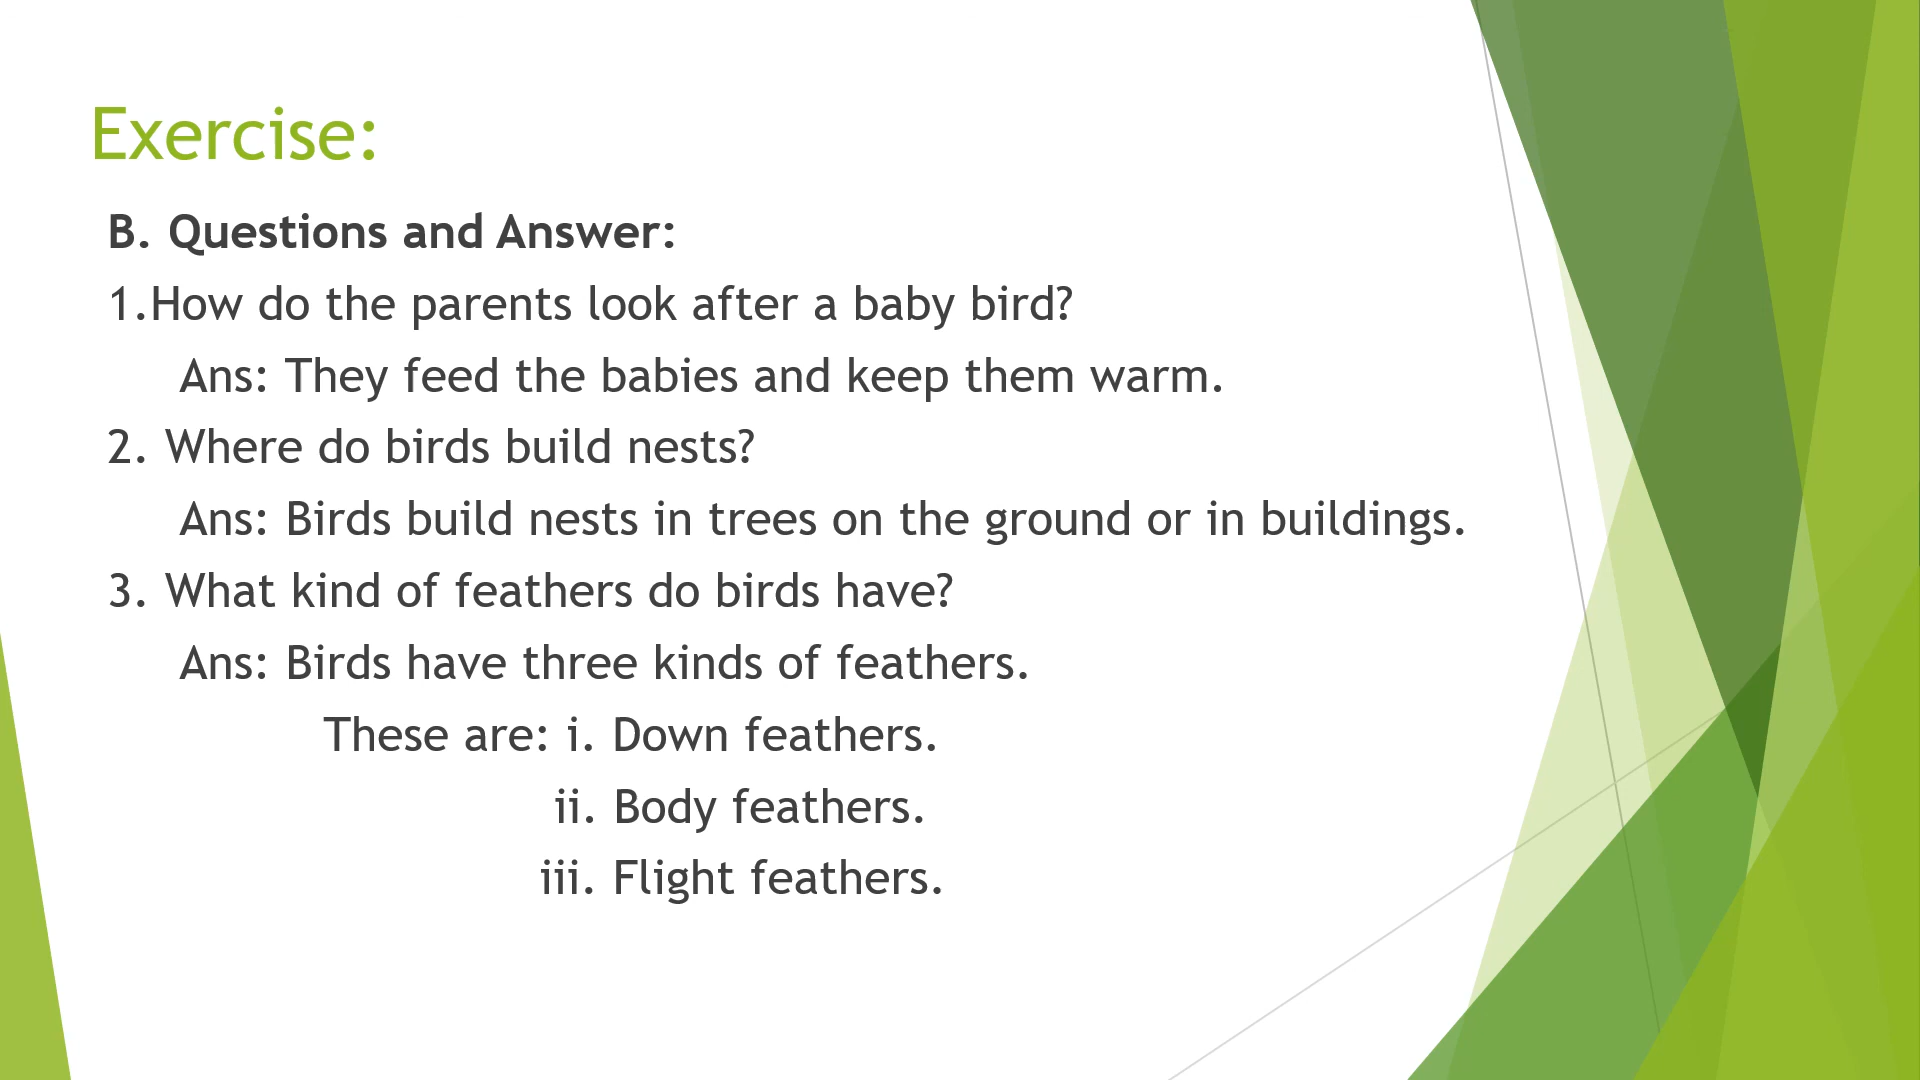 Exercise:
B. Questions and Answer:
1.How do the parents look after a baby bird?
Ans: They feed the babies and keep them warm.
2. Where do birds build nests?
Ans: Birds build nests in trees on the ground or in buildings.
3. What kind of feathers do birds have?
Ans: Birds have three kinds of feathers.
These are: i. Down feathers.
ii. Body feathers.
iii. Flight feathers.